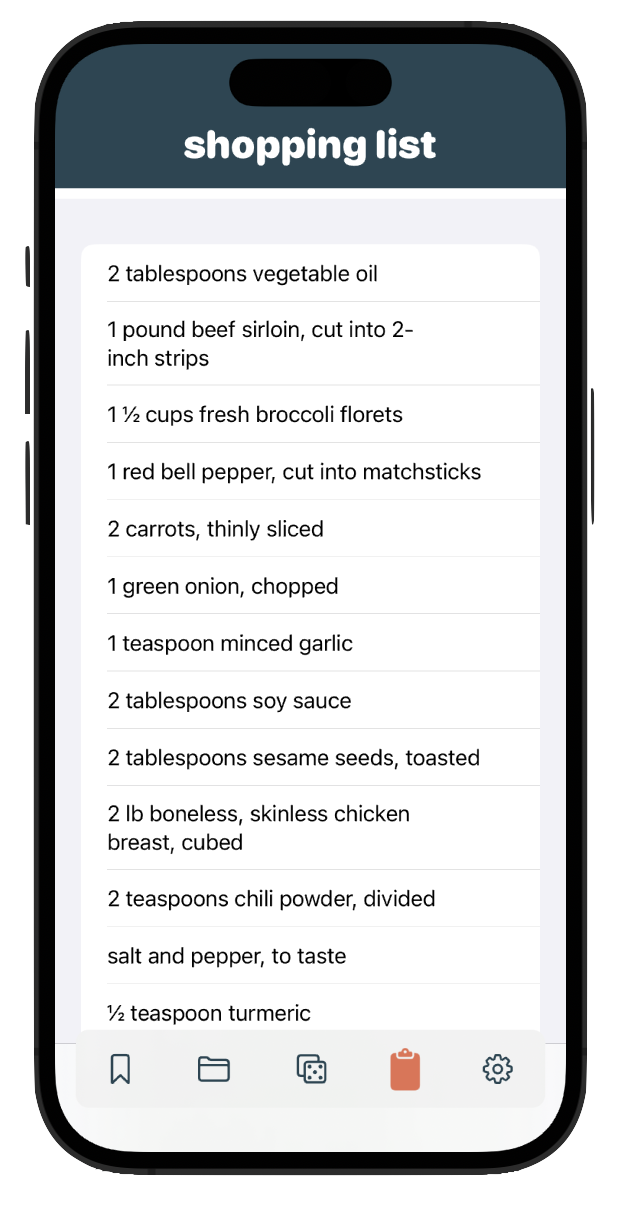 shopping list
2 tablespoons vegetable oil
1 pound beef sirloin, cut into 2-
inch strips
1 ½ cups fresh broccoli florets
1 red bell pepper, cut into matchsticks
2 carrots, thinly sliced
1 green onion, chopped
1 teaspoon minced garlic
2 tablespoons soy sauce
2 tablespoons sesame seeds, toasted
2 lb boneless, skinless chicken
breast, cubed
2 teaspoons chili powder, divided
salt and pepper, to taste
½ teaspoon turmeric